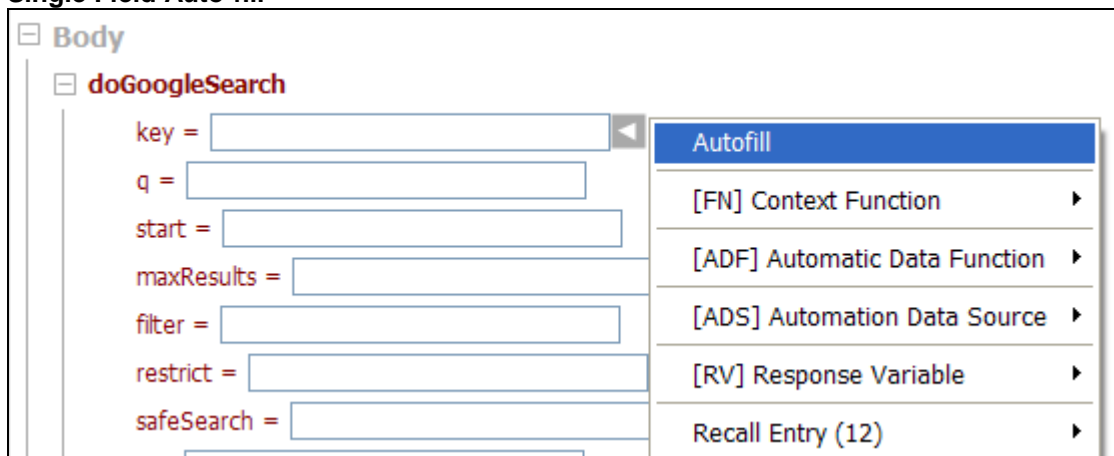 Single Field Auto-fill
Body
doGoogleSearch
key =
Autofill
q =
[FN] Context Function
start =
[ADF] Automatic Data Function
maxResults =
filter =
[ADS] Automation Data Source
restrict =
[RV] Response Variable
safeSearch =
Recall Entry (12)